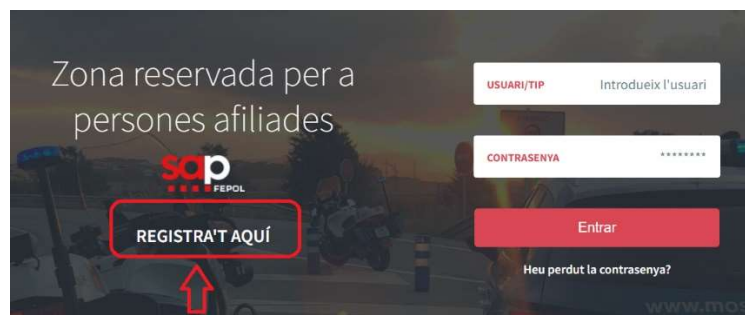 Zona reservada per a
persones afiliades
sap
FEPOL
REGISTRA'T AQUÍ
USUARI/TIP Introdueix l'usuari
CONTRASENYA ********
Entrar
Heu perdut la contrasenya?
www.mos